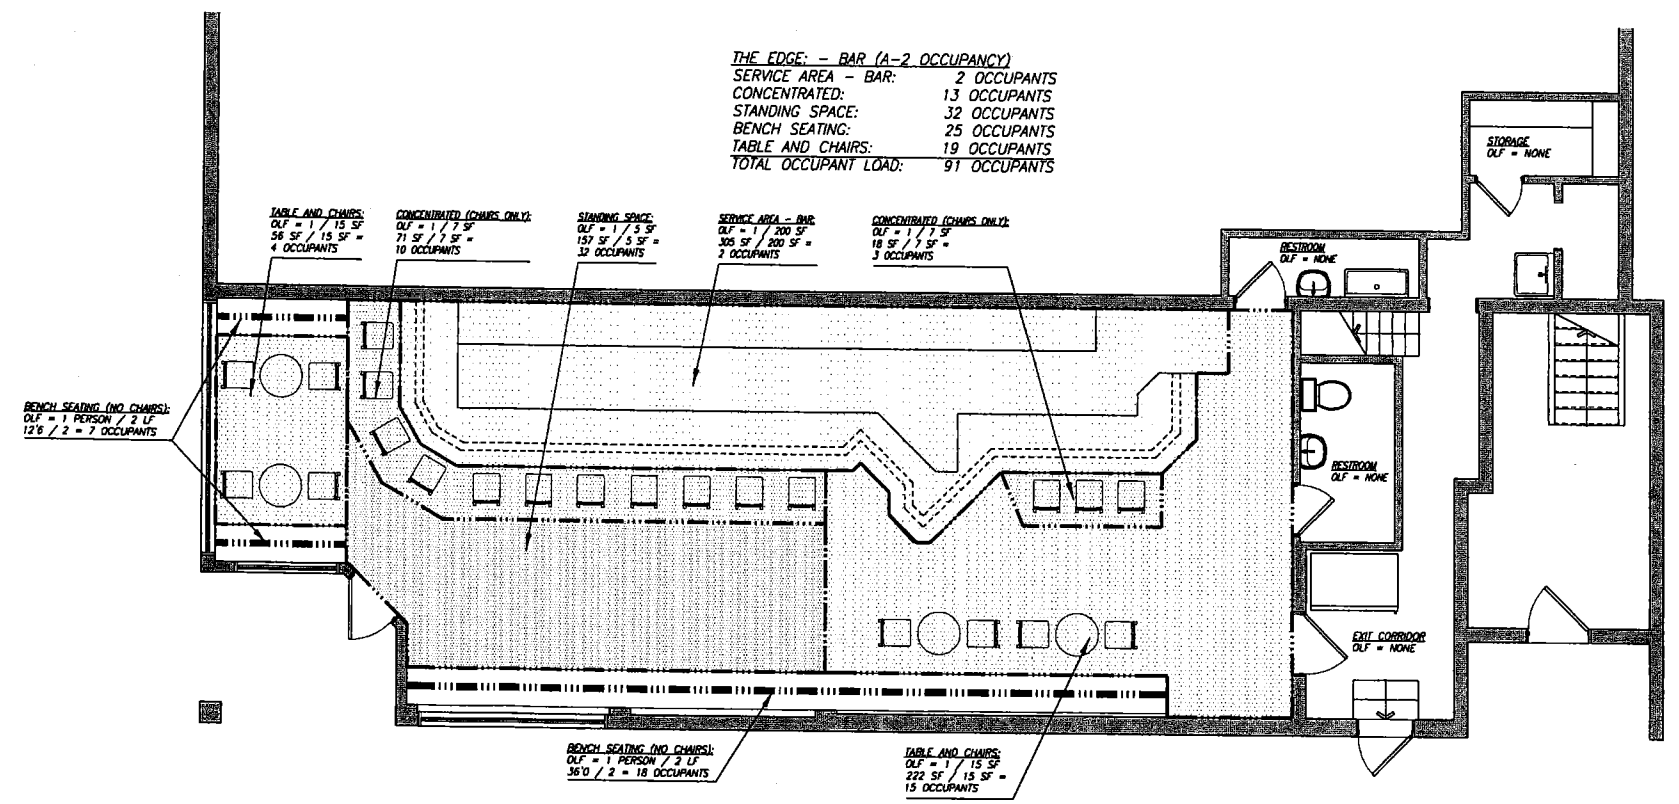 THE EDGE: - BAR (A-2 OCCUPANCY)
SERVICE AREA - BAR: 2 OCCUPANTS
CONCENTRATED: 13 OCCUPANTS
STANDING SPACE: 32 OCCUPANTS
BENCH SEATING: 25 OCCUPANTS
TABLE AND CHAIRS: 19 OCCUPANTS
TOTAL OCCUPANT LOAD: 91 OCCUPANTS
STORAGE
OLF = NONE
TABLE AND CHAIRS:
OLF = 1 / 15 SF
56 SF / 15 SF =
4 OCCUPANTS
CONCENTRATED (CHAIRS ONLY):
OLF = 1 / 7 SF
71 SF / 7 SF =
10 OCCUPANTS
STANDING SPACE:
OLF = 1 / 5 SF
157 SF / 5 SF =
32 OCCUPANTS
SERVICE AREA - BAR:
OLF = 1 / 200 SF
305 SF / 200 SF =
2 OCCUPANTS
CONCENTRATED (CHAIRS ONLY):
OLF = 1 / 7 SF
18 SF / 7 SF =
3 OCCUPANTS
RESTROOM
OLF = NONE
BENCH SEATING (NO CHAIRS):
OLF = 1 PERSON / 2 LF
12'6 / 2 = 7 OCCUPANTS
RESTROOM
OLF = NONE
EXIT CORRIDOR
OLF = NONE
BENCH SEATING (NO CHAIRS):
OLF = 1 PERSON / 2 LF
36'0 / 2 = 18 OCCUPANTS
TABLE AND CHAIRS:
OLF = 1 / 15 SF
222 SF / 15 SF =
15 OCCUPANTS